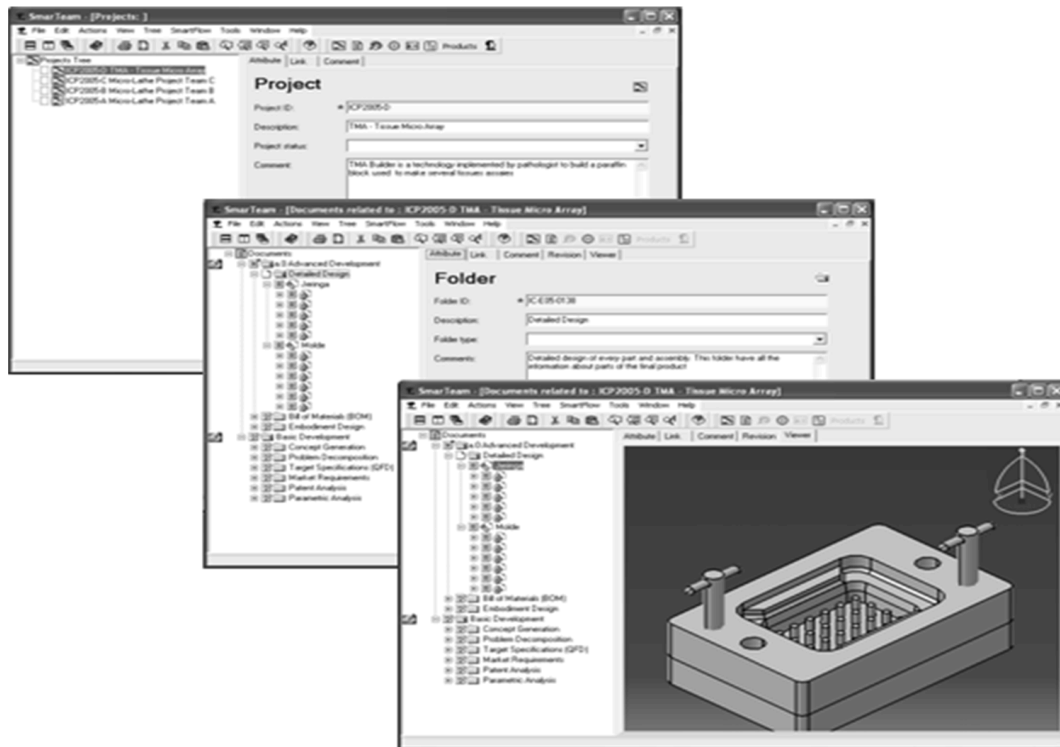 SmarTeam - [Projects: ]
File Edit Actions View Tree SmartFlow Tools Window Help
Products
Projects Tree
ICP2005-D TMA - Tissue Micro Array
ICP2005-C Micro-Lathe Project Team C
ICP2005-B Micro-Lathe Project Team B
ICP2005-A Micro-Lathe Project Team A
Attribute Link Comment
Project
Project ID: ICP2005-D
Description: TMA - Tissue Micro Array
Project status:
Comment: TMA Builder is a technology implemented by pathologist to build a paraffin
block used to make several tissues assaies
SmarTeam - [Documents related to : ICP2005-D TMA - Tissue Micro Array]
File Edit Actions View Tree SmartFlow Tools Window Help
Products
Documents
a.0 Advanced Development
Detailed Design
Jeringa
Molde
Bill of Materials (BOM)
Embodiment Design
Basic Development
Concept Generation
Problem Decomposition
Target Specifications (QFD)
Market Requirements
Patent Analysis
Parametric Analysis
Attribute Link Comment Revision Viewer
Folder
Folder ID: IC-E05-0138
Description: Detailed Design
Folder type:
Comments: Detailed design of every part and assembly. This folder have all the
information about parts of the final product
SmarTeam - [Documents related to : ICP2005-D TMA - Tissue Micro Array]
File Edit Actions View Tree SmartFlow Tools Window Help
Products
Documents
a.0 Advanced Development
Detailed Design
Jeringa
Molde
Bill of Materials (BOM)
Embodiment Design
Basic Development
Concept Generation
Problem Decomposition
Target Specifications (QFD)
Market Requirements
Patent Analysis
Parametric Analysis
Attribute Link Comment Revision Viewer